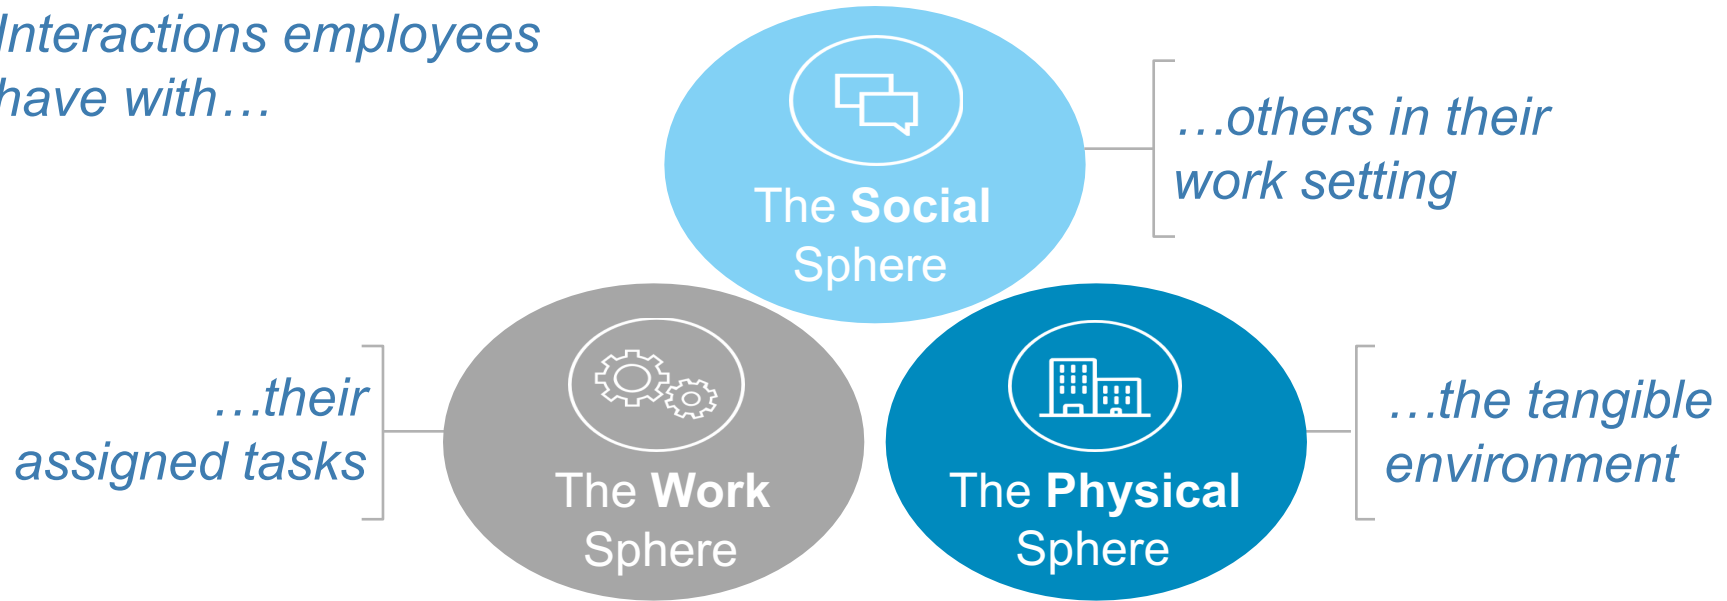 Interactions employees
have with…
The Social
Sphere
…others in their
work setting
…their
assigned tasks
The Work
Sphere
The Physical
Sphere
…the tangible
environment